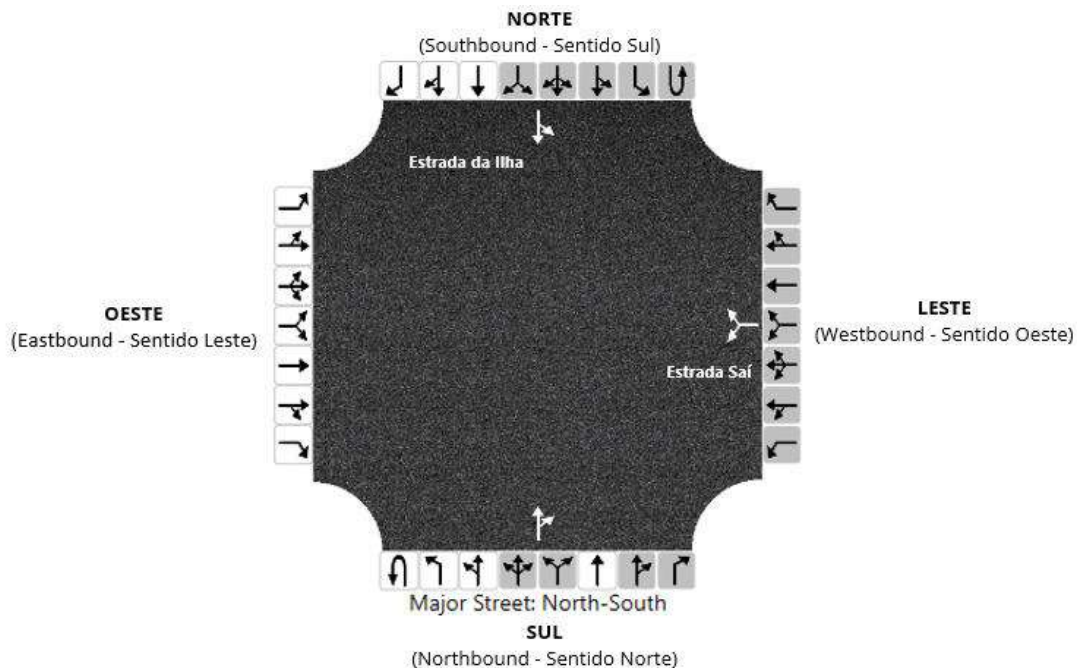 NORTE
(Southbound - Sentido Sul)
Estrada da Ilha
OESTE
(Eastbound - Sentido Leste)
LESTE
(Westbound - Sentido Oeste)
Estrada Saí
Major Street: North-South
SUL
(Northbound - Sentido Norte)